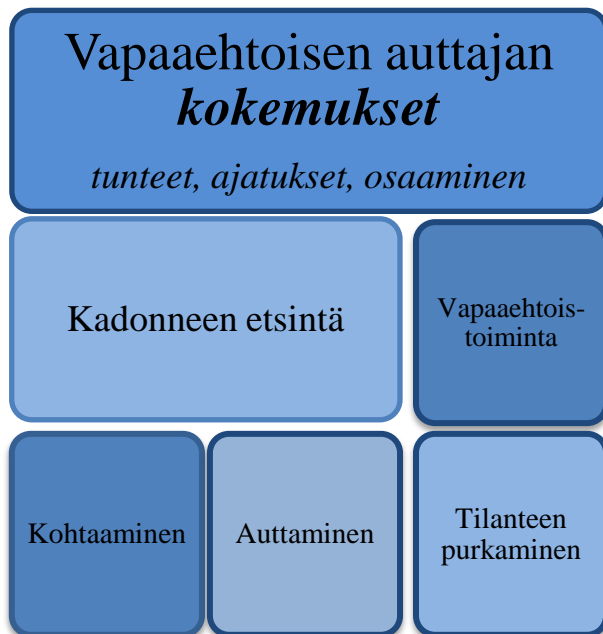 Vapaaehtoisen auttajan
kokemukset
tunteet, ajatukset, osaaminen
Kadonneen etsintä
Vapaaehtois-
toiminta
Kohtaaminen
Auttaminen
Tilanteen
purkaminen